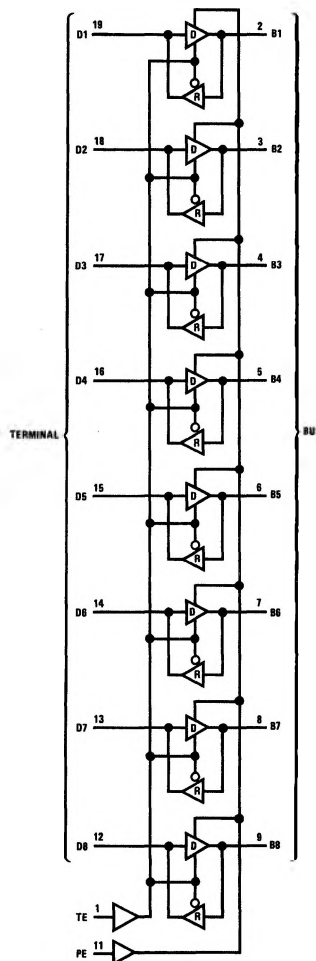 19
D1 D 2 B1
R
18
D2 D 3 B2
R
17
D3 D 4 B3
R
16
D4 D 5 B4
R
TERMINAL BU
15
D5 D 6 B5
R
14
D6 D 7 B6
R
13
D7 D 8 B7
R
12
D8 D 9 B8
R
TE 1
PE 11